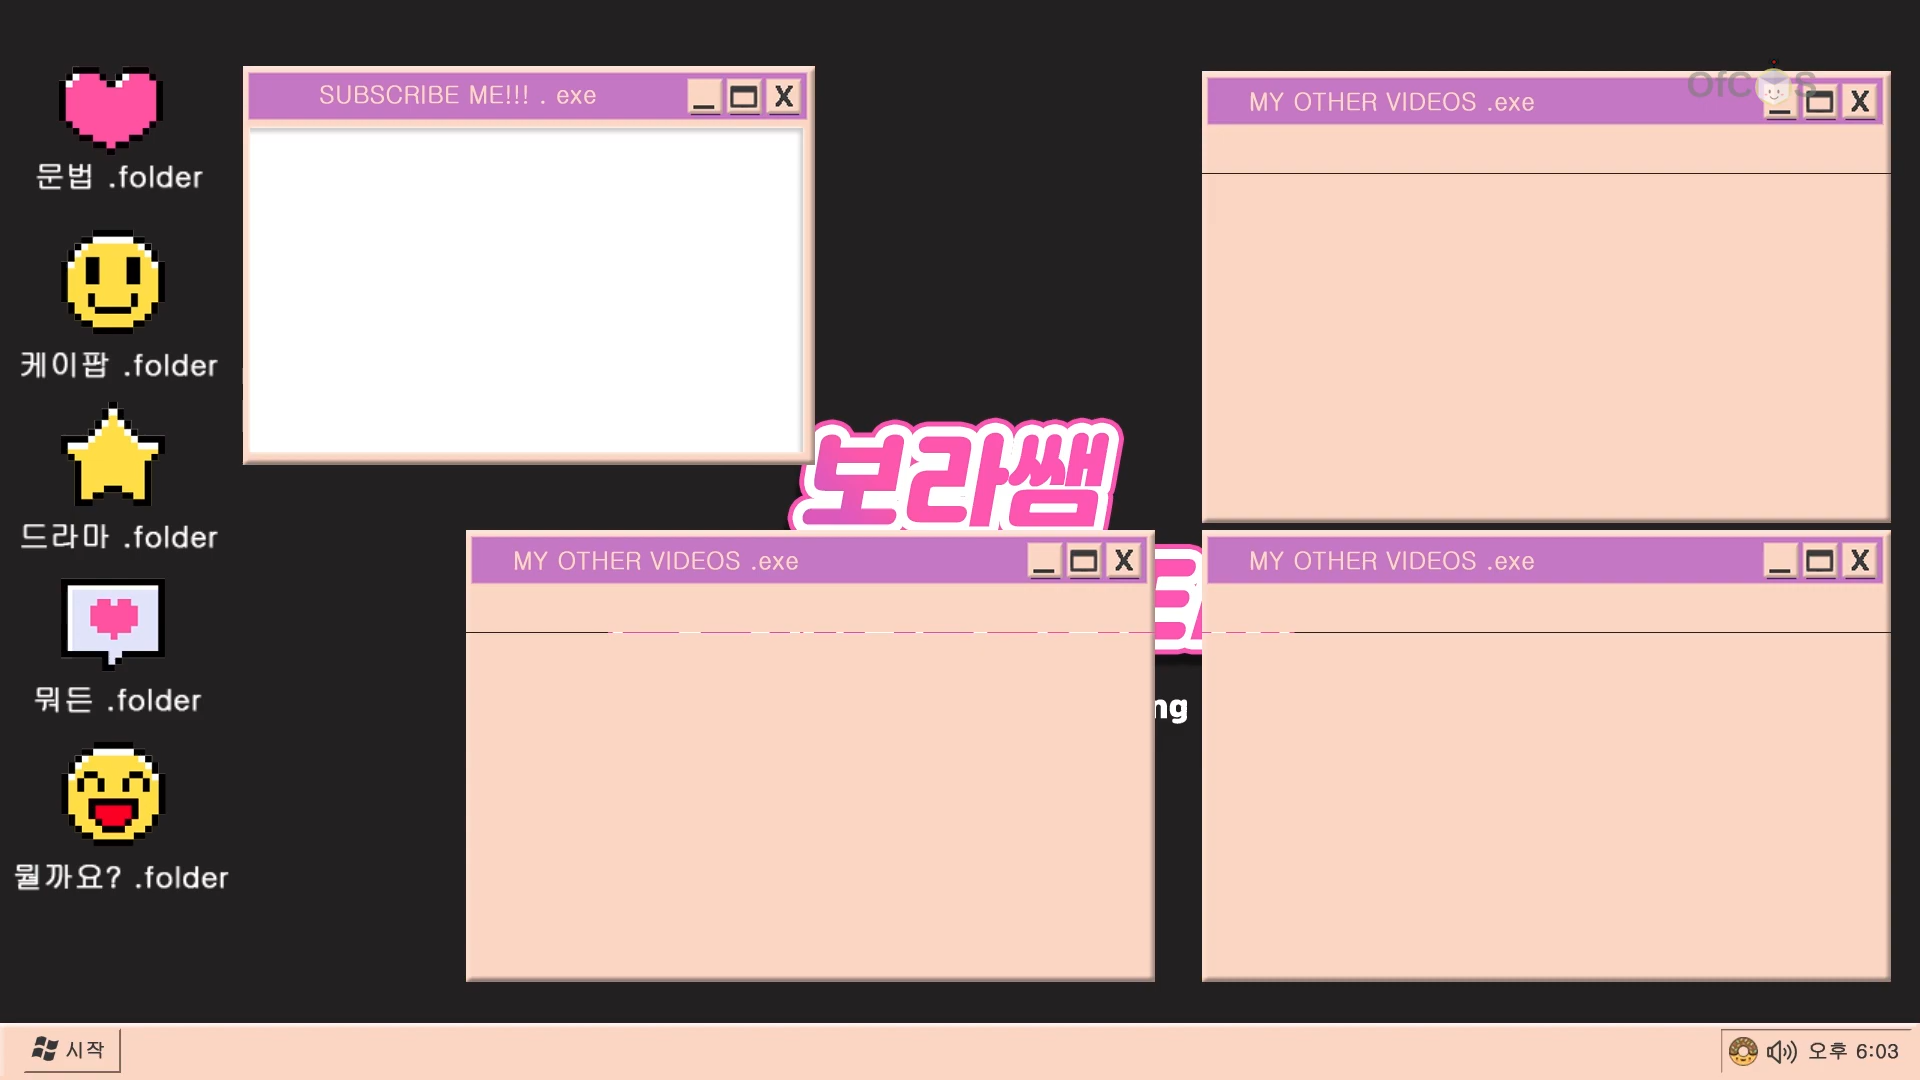 문법 .folder
케이팝 .folder
드라마 .folder
뭐든 .folder
뭘까요? .folder
SUBSCRIBE ME!!! . exe
MY OTHER VIDEOS .exe
보라쌤
MY OTHER VIDEOS .exe
MY OTHER VIDEOS .exe
ng
시작
오후 6:03